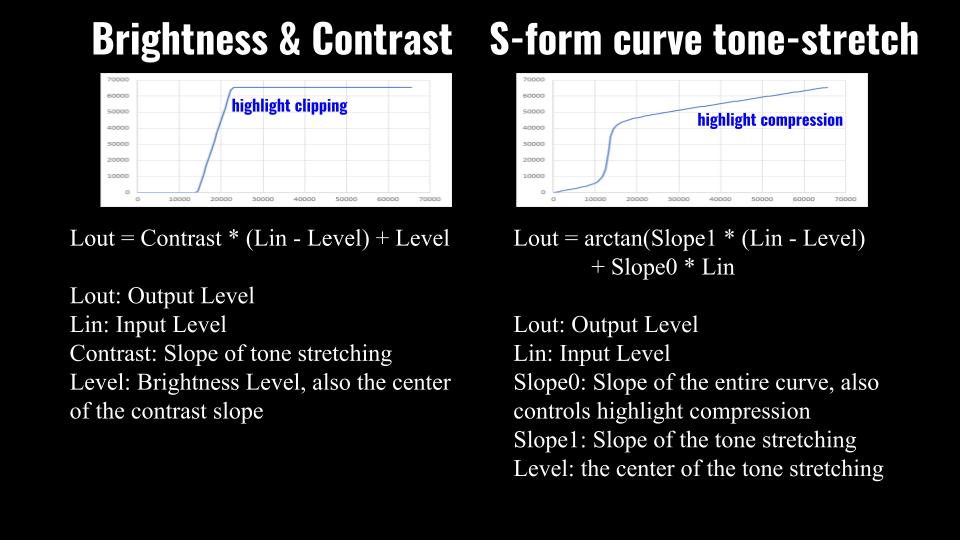 Brightness & Contrast
70000
60000
50000
40000
30000
20000
10000
0
0 10000 20000 30000 40000 50000 60000 70000
highlight clipping
Lout = Contrast * (Lin - Level) + Level
Lout: Output Level
Lin: Input Level
Contrast: Slope of tone stretching
Level: Brightness Level, also the center
of the contrast slope
S-form curve tone-stretch
70000
60000
50000
40000
30000
20000
10000
0
0 10000 20000 30000 40000 50000 60000 70000
highlight compression
Lout = arctan(Slope1 * (Lin - Level)
+ Slope0 * Lin
Lout: Output Level
Lin: Input Level
Slope0: Slope of the entire curve, also
controls highlight compression
Slope1: Slope of the tone stretching
Level: the center of the tone stretching